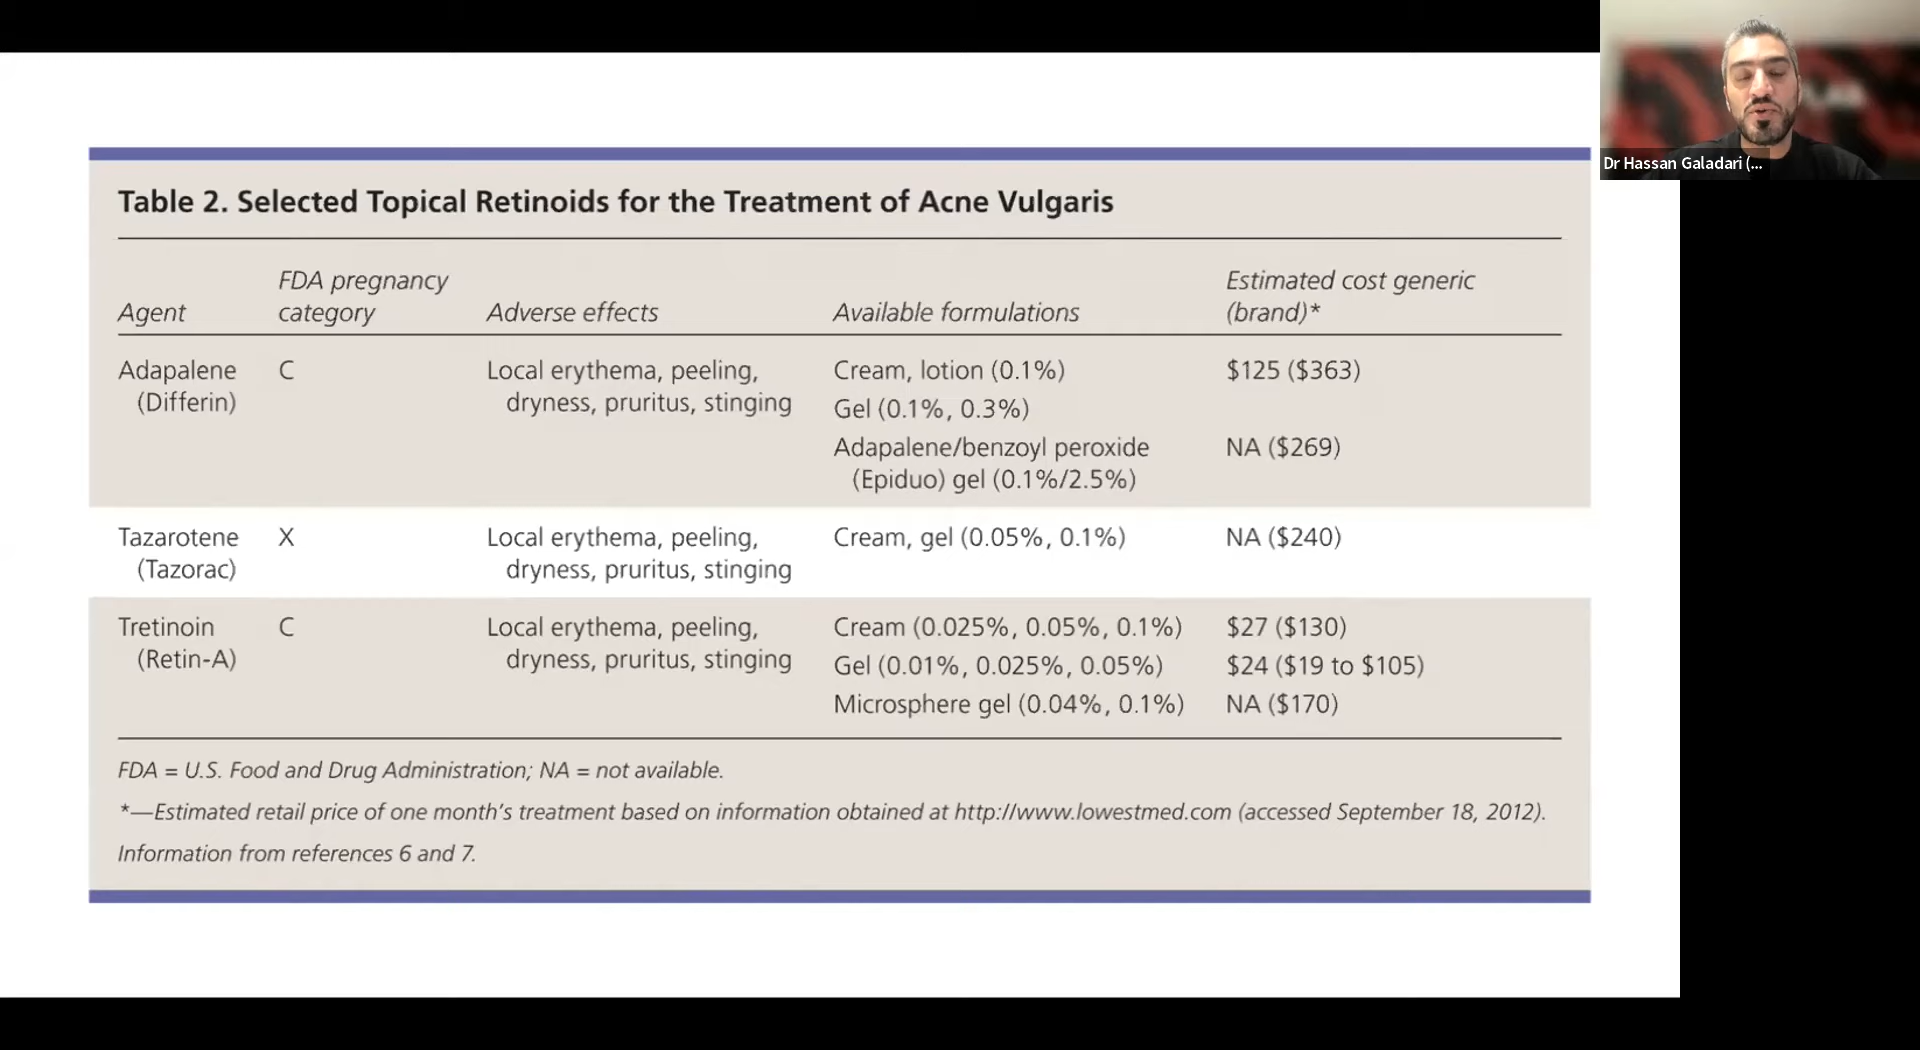 Dr Hassan Galadari (...
Table 2. Selected Topical Retinoids for the Treatment of Acne Vulgaris
Agent
FDA pregnancy
category
Adverse effects
Available formulations
Estimated cost generic
(brand)*
Adapalene
(Differin)
C
Local erythema, peeling,
dryness, pruritus, stinging
Cream, lotion (0.1%)
Gel (0.1%, 0.3%)
$125 ($363)
Adapalene/benzoyl peroxide
(Epiduo) gel (0.1%/2.5%)
NA ($269)
Tazarotene
(Tazorac)
X
Local erythema, peeling,
dryness, pruritus, stinging
Cream, gel (0.05%, 0.1%)
NA ($240)
Tretinoin
(Retin-A)
C
Local erythema, peeling,
dryness, pruritus, stinging
Cream (0.025%, 0.05%, 0.1%)
$27 ($130)
Gel (0.01%, 0.025%, 0.05%)
$24 ($19 to $105)
Microsphere gel (0.04%, 0.1%)
NA ($170)
FDA = U.S. Food and Drug Administration; NA = not available.
*—Estimated retail price of one month's treatment based on information obtained at http://www.lowestmed.com (accessed September 18, 2012).
Information from references 6 and 7.